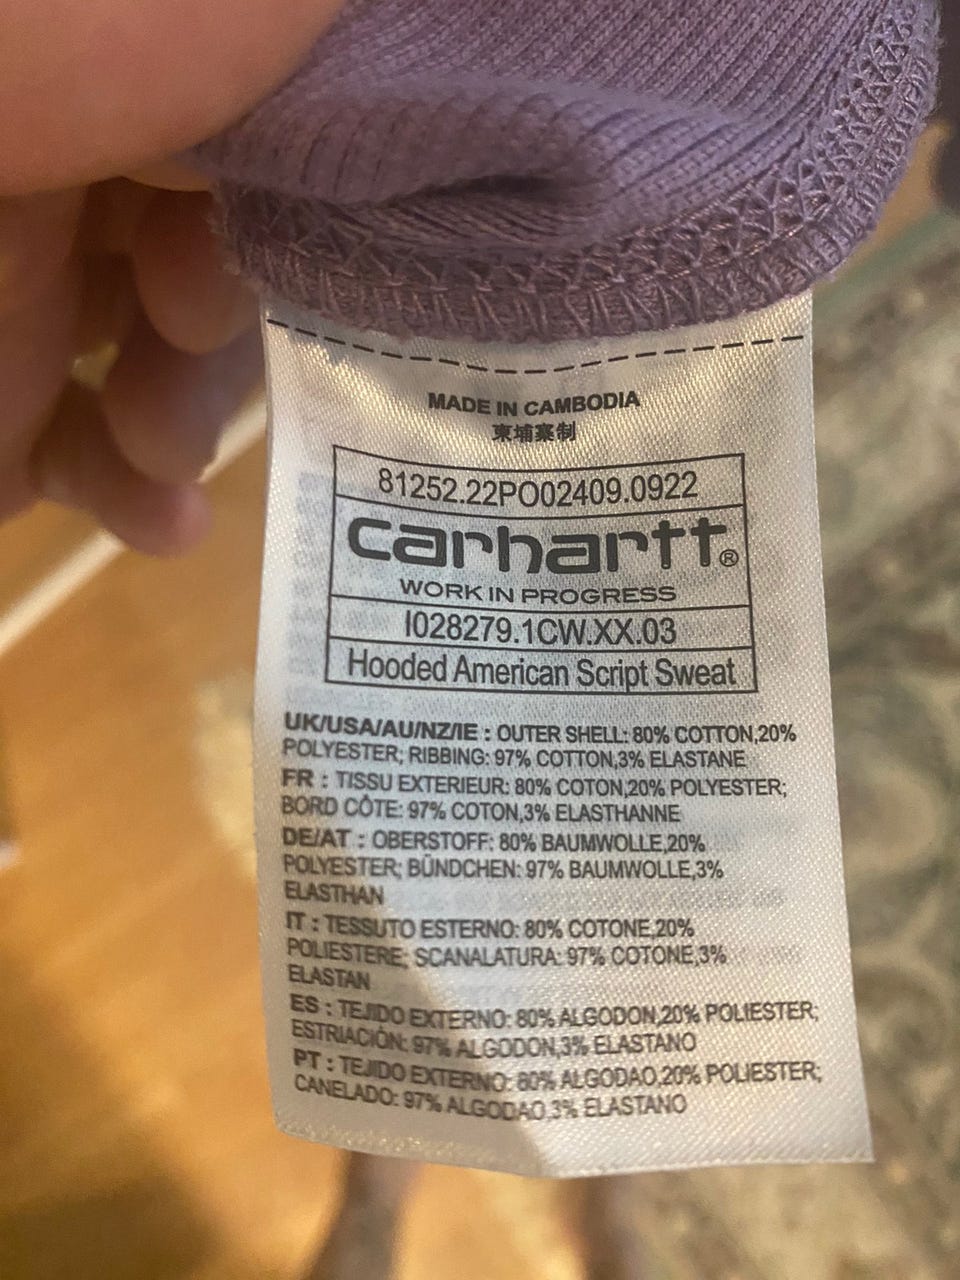 MADE IN CAMBODIA
柬埔寨制
81252.22PO02409.0922
carhartt®
WORK IN PROGRESS
I028279.1CW.XX.03
Hooded American Script Sweat
UK/USA/AU/NZ/IE : OUTER SHELL: 80% COTTON,20%
POLYESTER; RIBBING: 97% COTTON,3% ELASTANE
FR : TISSU EXTERIEUR: 80% COTON,20% POLYESTER;
BORD CÔTE: 97% COTON,3% ELASTHANNE
DE/AT : OBERSTOFF: 80% BAUMWOLLE,20%
POLYESTER; BÜNDCHEN: 97% BAUMWOLLE,3%
ELASTHAN
IT : TESSUTO ESTERNO: 80% COTONE,20%
POLIESTERE; SCANALATURA: 97% COTONE,3%
ELASTAN
ES : TEJIDO EXTERNO: 80% ALGODON,20% POLIESTER;
ESTRIACIÓN: 97% ALGODON,3% ELASTANO
PT : TEJIDO EXTERNO: 80% ALGODAO,20% POLIESTER;
CANELADO: 97% ALGODAO,3% ELASTANO